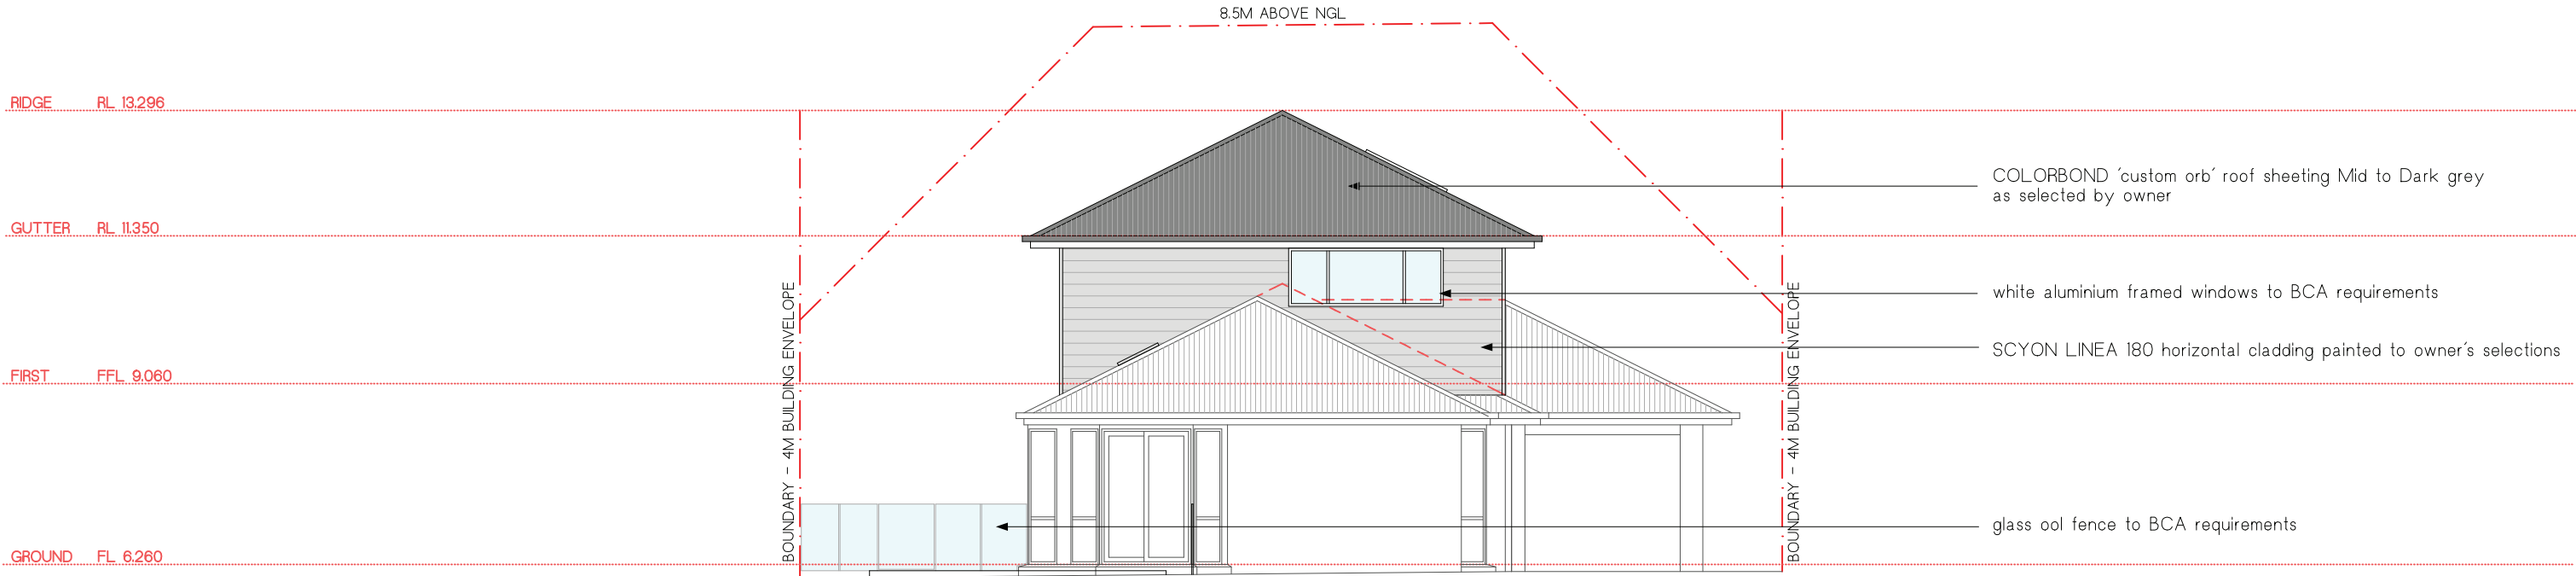 8.5M ABOVE NGL
RIDGE RL 13.296
COLORBOND 'custom orb' roof sheeting Mid to Dark grey
as selected by owner
GUTTER RL 11.350
white aluminium framed windows to BCA requirements
SCYON LINEA 180 horizontal cladding painted to owner's selections
FIRST FFL 9.060
BOUNDARY - 4M BUILDING ENVELOPE
BOUNDARY - 4M BUILDING ENVELOPE
glass ool fence to BCA requirements
GROUND FL 6.260